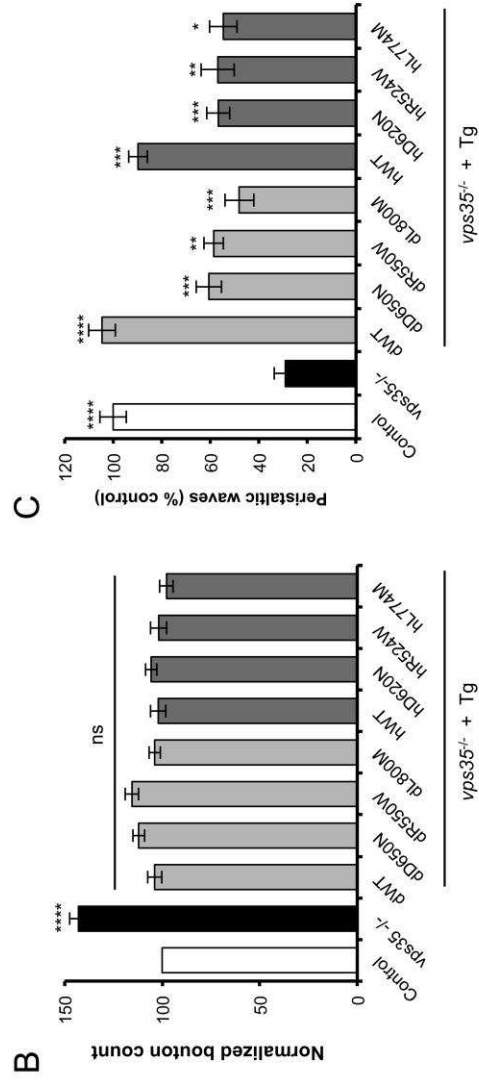 B
Normalized bouton count
150
100
50
0
****
ns
Control
vps35 -/-
dWT
dD650N
dR550W
dL800M
hWT
hD620N
hR524W
hL774M
vps35-/- + Tg
C
Peristaltic waves (% control)
120
100
80
60
40
20
0
****
****
***
**
***
***
***
**
*
Control
vps35-/-
dWT
dD650N
dR550W
dL800M
hWT
hD620N
hR524W
hL774M
vps35-/- + Tg